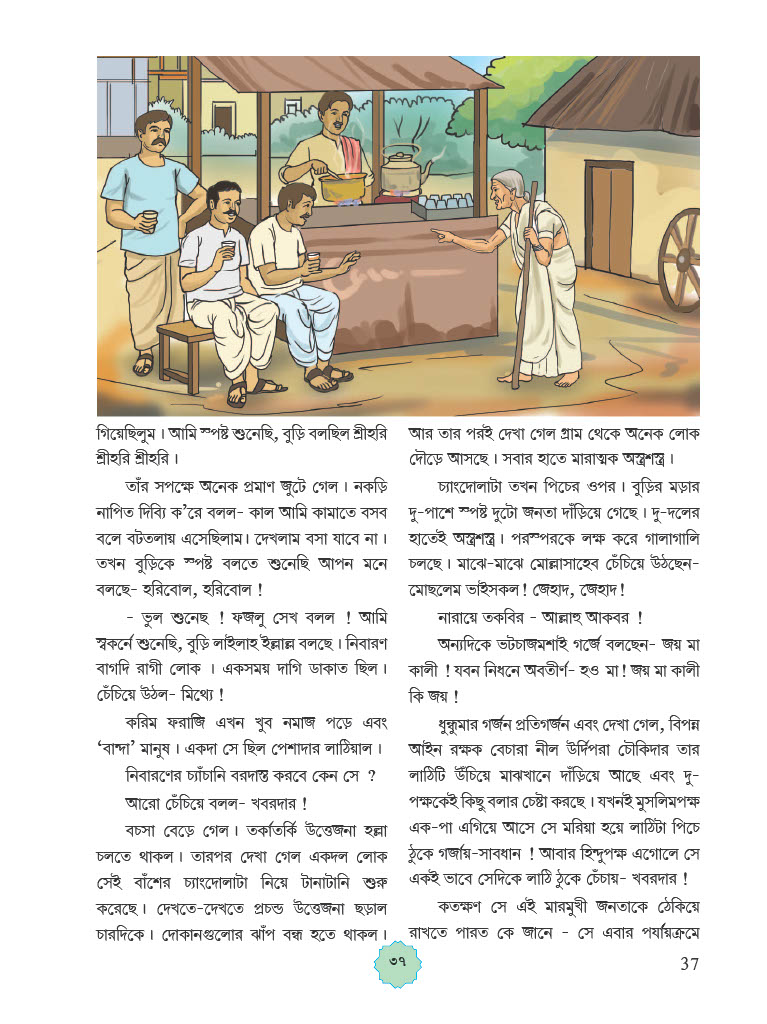 গিয়েছিলুম। আমি স্পষ্ট শুনেছি, বুড়ি বলছিল শ্রীহরি
শ্রীহরি শ্রীহরি।
তাঁর সপক্ষে অনেক প্রমাণ জুটে গেল। নকড়ি
নাপিত দিব্যি ক'রে বলল- কাল আমি কামাতে বসব
বলে বটতলায় এসেছিলাম। দেখলাম বসা যাবে না।
তখন বুড়িকে স্পষ্ট বলতে শুনেছি আপন মনে
বলছে- হরিবোল, হরিবোল !
- ভুল শুনেছ ! ফজলু সেখ বলল ! আমি
স্বকর্নে শুনেছি, বুড়ি লাইলাহ ইল্লাল্ল বলছে। নিবারণ
বাগদি রাগী লোক । একসময় দাগি ডাকাত ছিল।
চেঁচিয়ে উঠল- মিথ্যে !
করিম ফরাজি এখন খুব নমাজ পড়ে এবং
'বান্দা' মানুষ। একদা সে ছিল পেশাদার লাঠিয়াল।
নিবারণের চ্যাঁচানি বরদাস্ত করবে কেন সে ?
আরো চেঁচিয়ে বলল- খবরদার !
বচসা বেড়ে গেল। তর্কাতর্কি উত্তেজনা হল্লা
চলতে থাকল। তারপর দেখা গেল একদল লোক
সেই বাঁশের চ্যাংদোলাটা নিয়ে টানাটানি শুরু
করেছে। দেখতে-দেখতে প্রচন্ড উত্তেজনা ছড়াল
চারদিকে। দোকানগুলোর ঝাঁপ বন্ধ হতে থাকল।
আর তার পরই দেখা গেল গ্রাম থেকে অনেক লোক
দৌড়ে আসছে। সবার হাতে মারাত্মক অস্ত্রশস্ত্র।
চ্যাংদোলাটা তখন পিচের ওপর। বুড়ির মড়ার
দু-পাশে স্পষ্ট দুটো জনতা দাঁড়িয়ে গেছে। দু-দলের
হাতেই অস্ত্রশস্ত্র। পরস্পরকে লক্ষ করে গালাগালি
চলছে। মাঝে-মাঝে মোল্লাসাহেব চেঁচিয়ে উঠছেন-
মোছলেম ভাইসকল! জেহাদ, জেহাদ!
নারায়ে তকবির - আল্লাহু আকবর !
অন্যদিকে ভটচাজমশাই গর্জে বলছেন- জয় মা
কালী ! যবন নিধনে অবতীর্ণ- হও মা! জয় মা কালী
কি জয় !
ধুন্ধুমার গর্জন প্রতিগর্জন এবং দেখা গেল, বিপন্ন
আইন রক্ষক বেচারা নীল উর্দিপরা চৌকিদার তার
লাঠিটি উঁচিয়ে মাঝখানে দাঁড়িয়ে আছে এবং দু-
পক্ষকেই কিছু বলার চেষ্টা করছে। যখনই মুসলিমপক্ষ
এক-পা এগিয়ে আসে সে মরিয়া হয়ে লাঠিটা পিচে
ঠুকে গর্জায়-সাবধান ! আবার হিন্দুপক্ষ এগোলে সে
একই ভাবে সেদিকে লাঠি ঠুকে চেঁচায়- খবরদার !
কতক্ষণ সে এই মারমুখী জনতাকে ঠেকিয়ে
রাখতে পারত কে জানে - সে এবার পর্যায়ক্রমে
৩৭
37